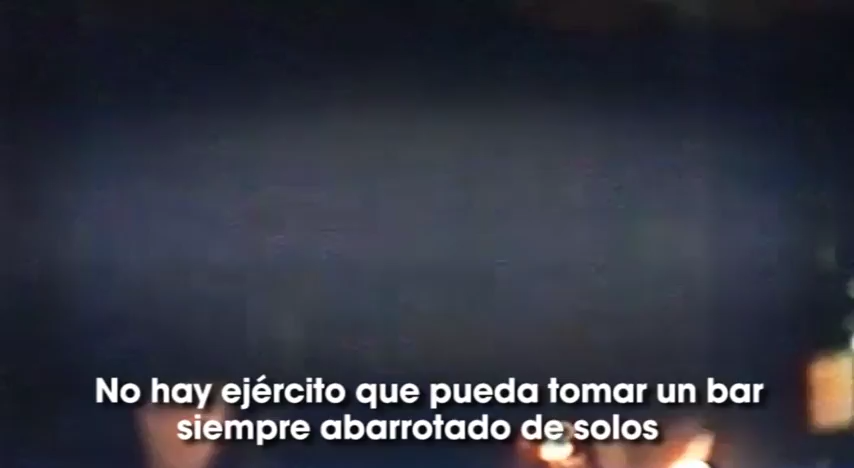 No hay ejército que pueda tomar un bar
siempre abarrotado de solos